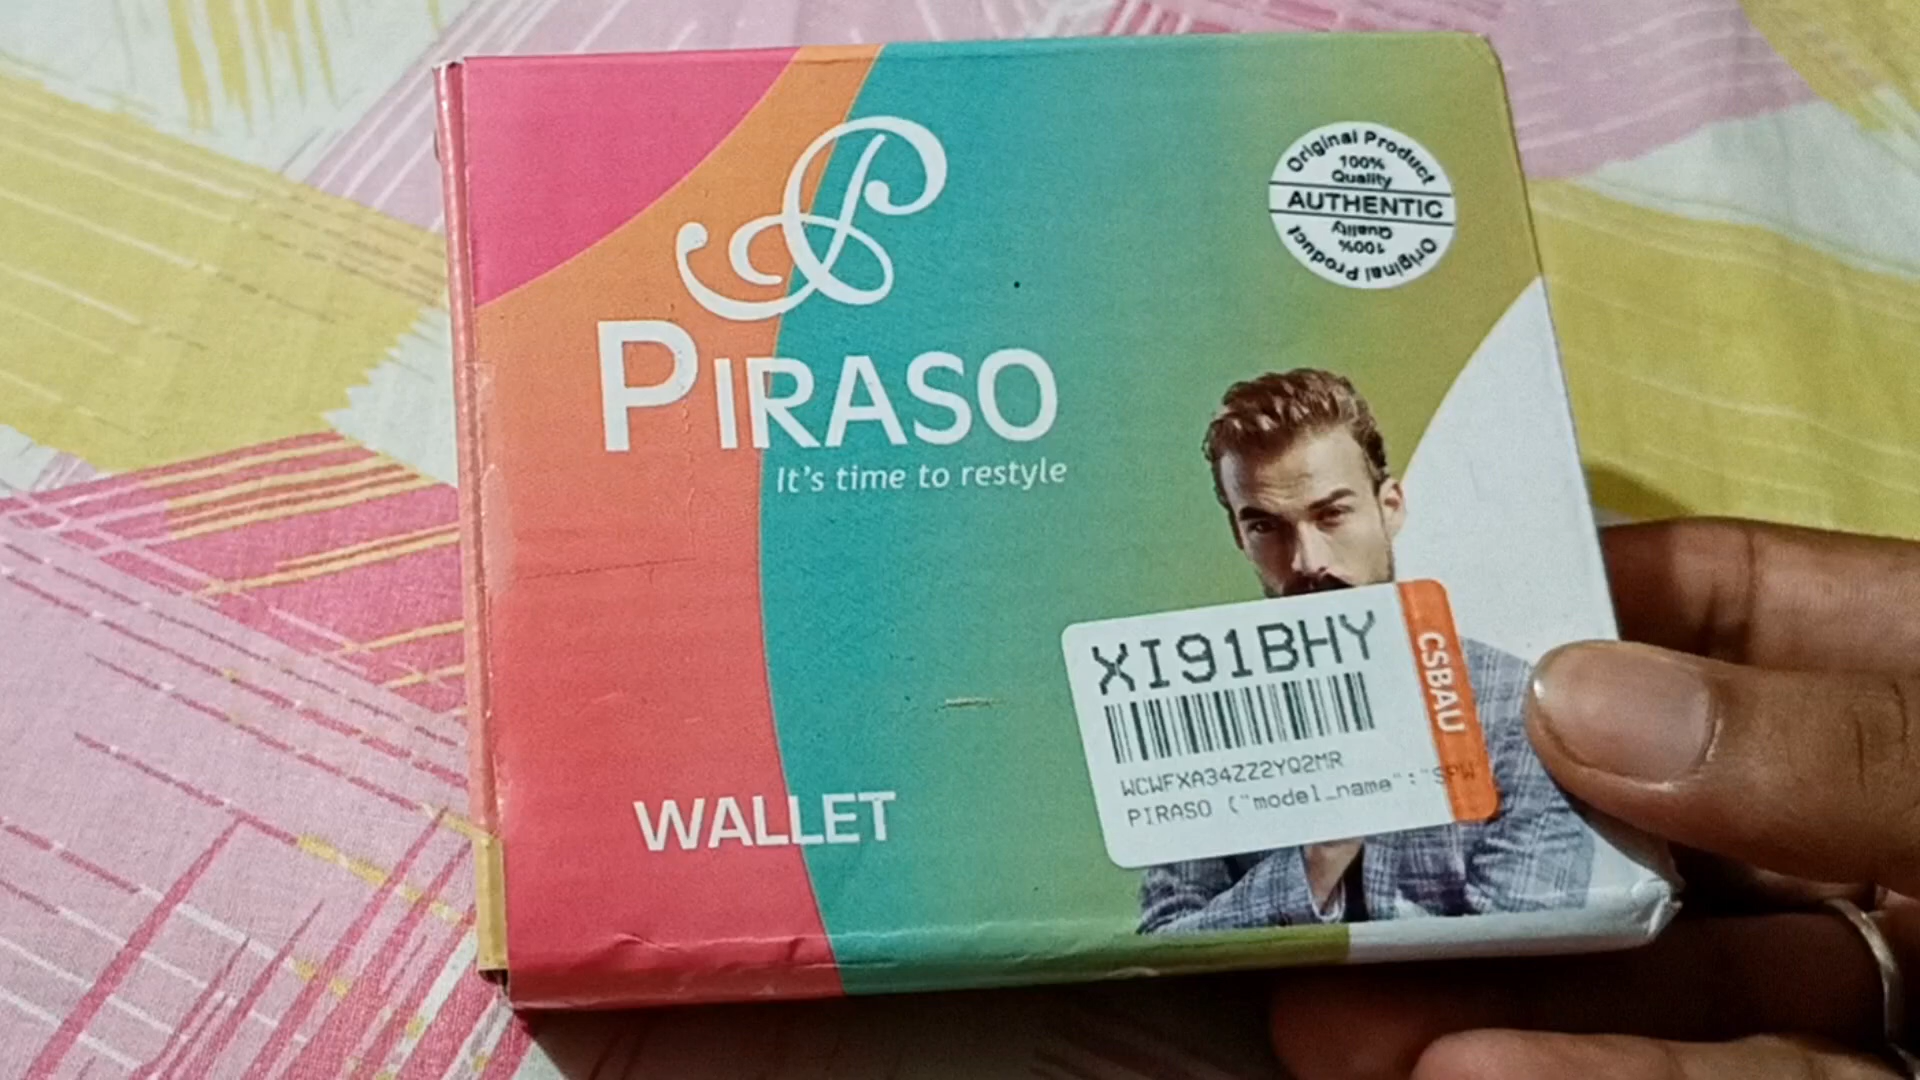 Original Product
100%
Quality
AUTHENTIC
Quality
100%
Original Product
PIRASO
It's time to restyle
XI91BHY
CSBAU
WCWFXA34ZZ2YQ2MR
PIRASO ("model_name":"SPW
WALLET